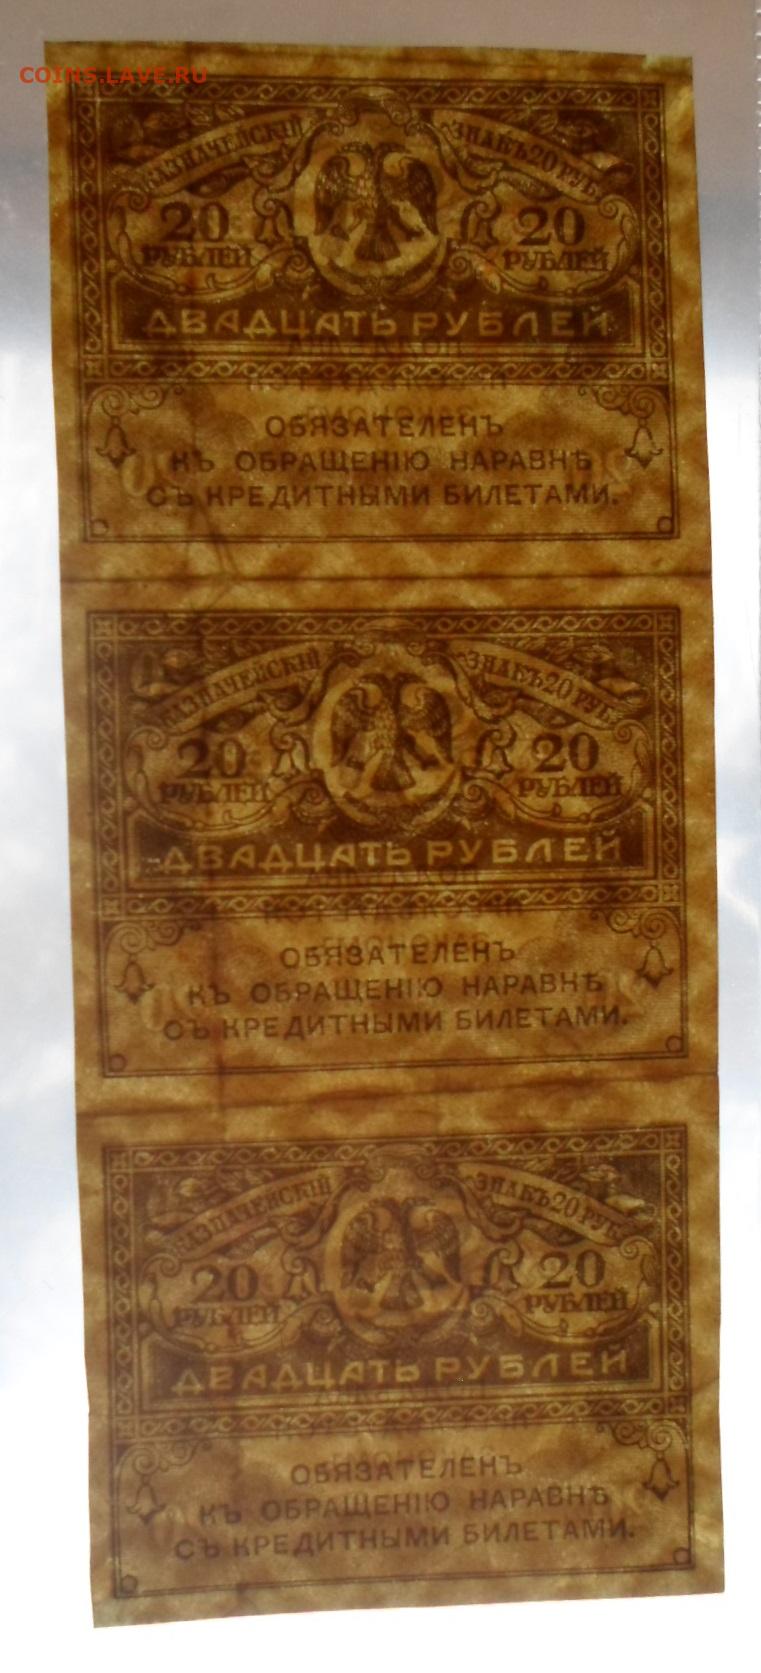 COINS.LAVE.RU
КАЗНАЧЕЙСКІЙ ЗНАКЪ 20 РУБ.
20 20
РУБЛЕЙ РУБЛЕЙ
ДВАДЦАТЬ РУБЛЕЙ
ОБЯЗАТЕЛЕНЪ
КЪ ОБРАЩЕНІЮ НАРАВНѢ
СЪ КРЕДИТНЫМИ БИЛЕТАМИ.
КАЗНАЧЕЙСКІЙ ЗНАКЪ 20 РУБ.
20 20
РУБЛЕЙ РУБЛЕЙ
ДВАДЦАТЬ РУБЛЕЙ
ОБЯЗАТЕЛЕНЪ
КЪ ОБРАЩЕНІЮ НАРАВНѢ
СЪ КРЕДИТНЫМИ БИЛЕТАМИ.
КАЗНАЧЕЙСКІЙ ЗНАКЪ 20 РУБ.
20 20
РУБЛЕЙ РУБЛЕЙ
ДВАДЦАТЬ РУБЛЕЙ
ОБЯЗАТЕЛЕНЪ
КЪ ОБРАЩЕНІЮ НАРАВНѢ
СЪ КРЕДИТНЫМИ БИЛЕТАМИ.